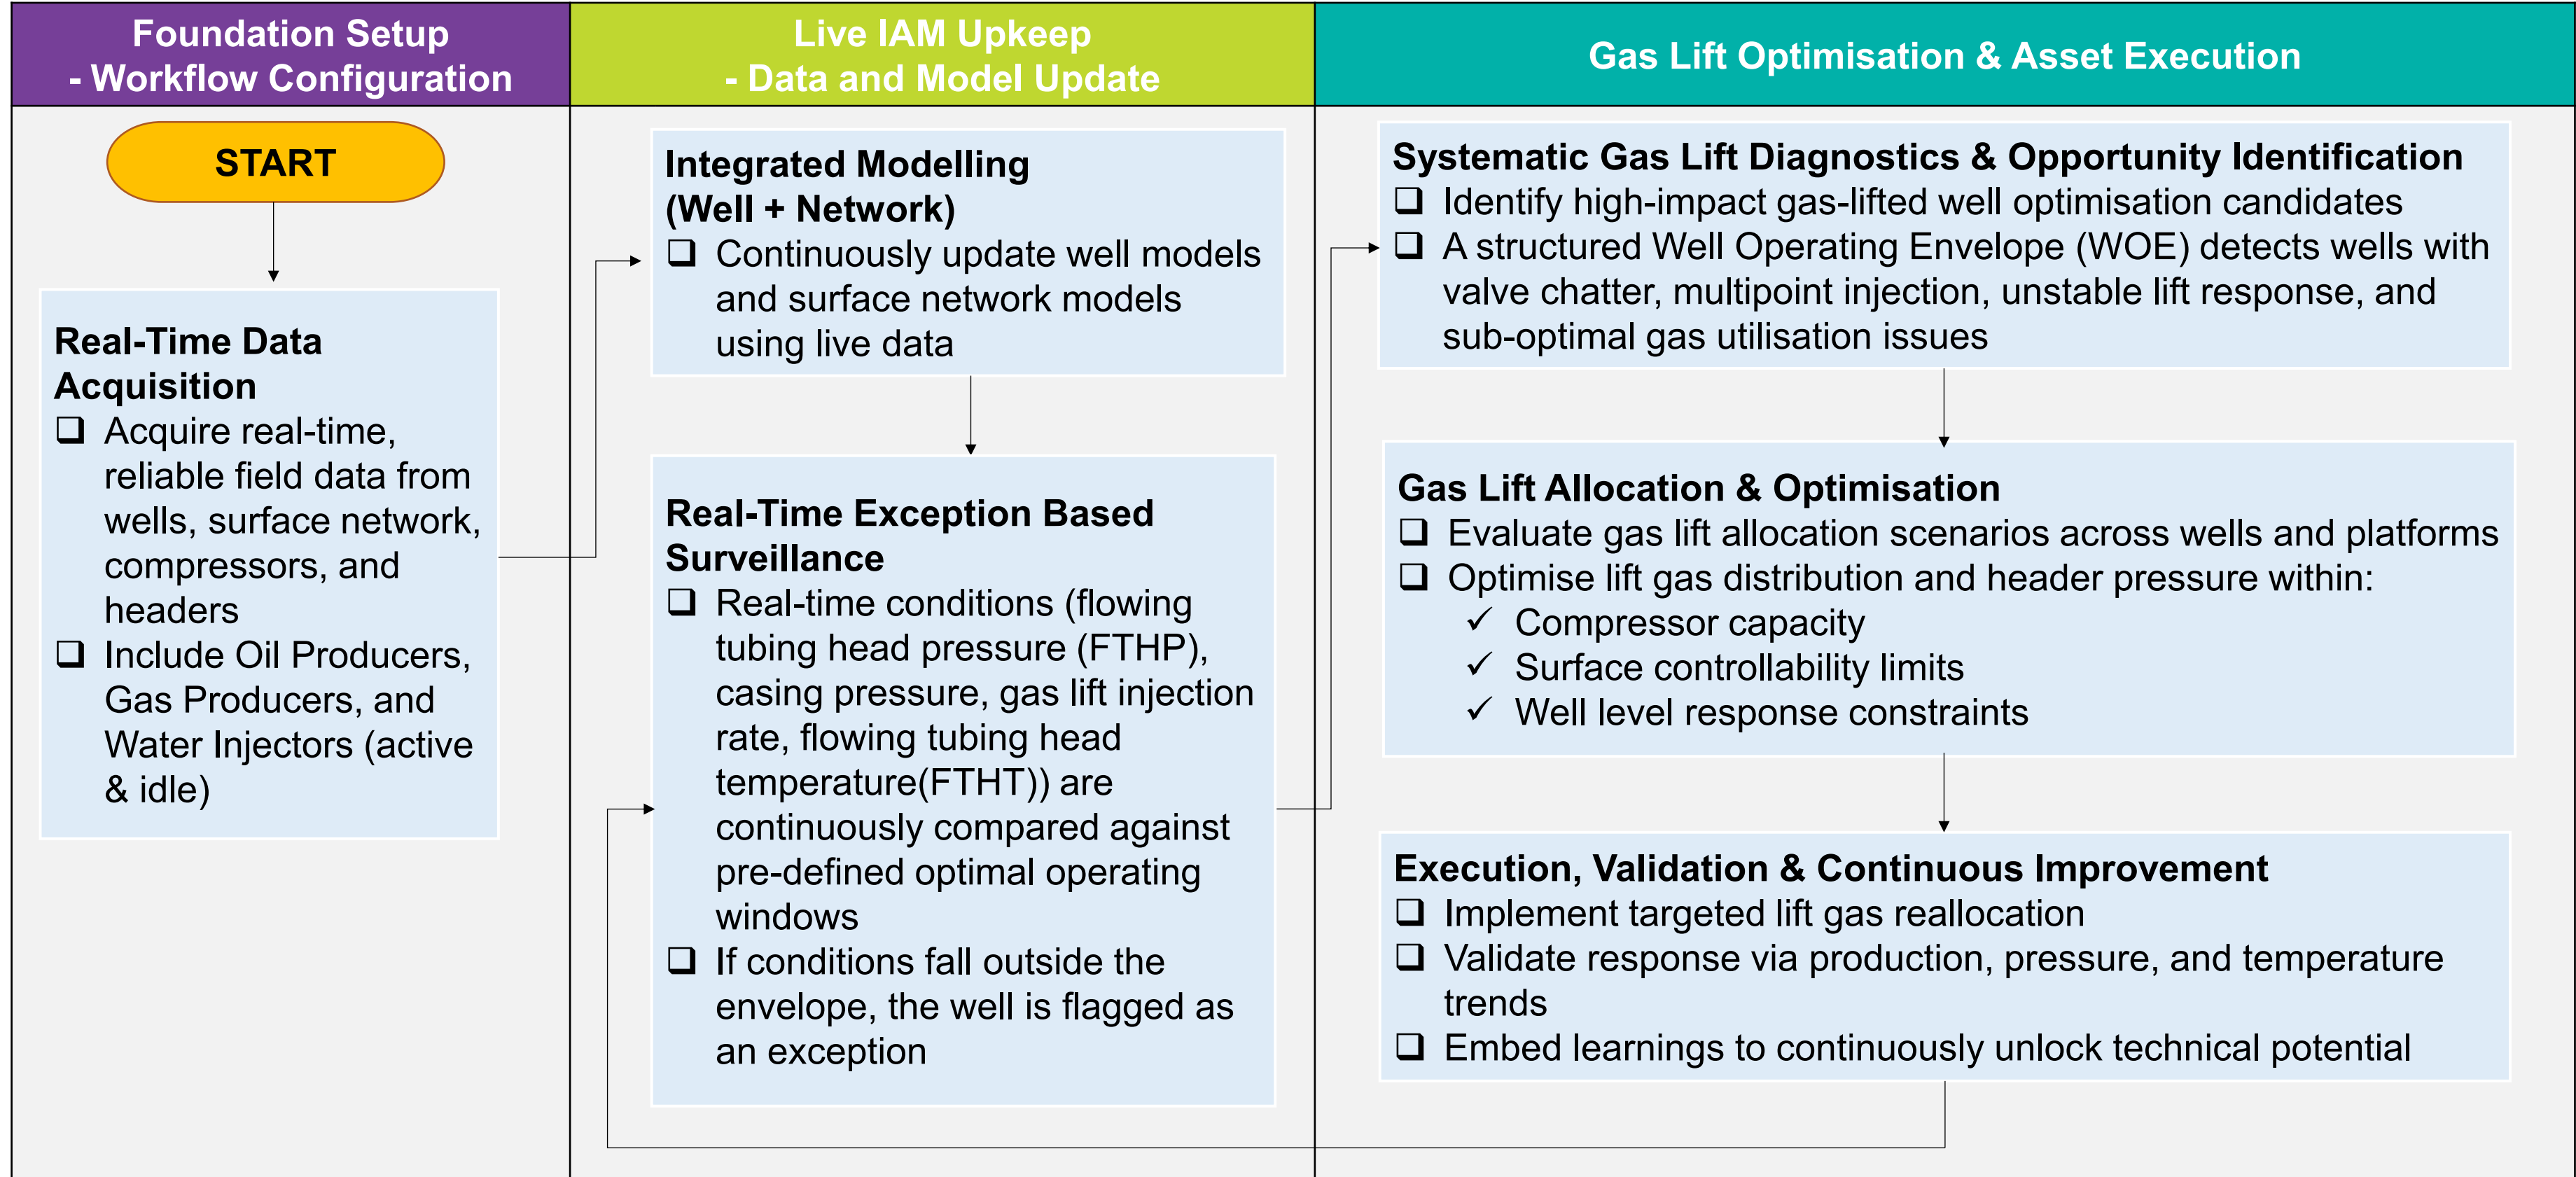 Foundation Setup
- Workflow Configuration
Live IAM Upkeep
- Data and Model Update
Gas Lift Optimisation & Asset Execution
START
Real-Time Data
Acquisition
❑ Acquire real-time,
reliable field data from
wells, surface network,
compressors, and
headers
❑ Include Oil Producers,
Gas Producers, and
Water Injectors (active
& idle)
Integrated Modelling
(Well + Network)
❑ Continuously update well models
and surface network models
using live data
Real-Time Exception Based
Surveillance
❑ Real-time conditions (flowing
tubing head pressure (FTHP),
casing pressure, gas lift injection
rate, flowing tubing head
temperature(FTHT)) are
continuously compared against
pre-defined optimal operating
windows
❑ If conditions fall outside the
envelope, the well is flagged as
an exception
Systematic Gas Lift Diagnostics & Opportunity Identification
❑ Identify high-impact gas-lifted well optimisation candidates
❑ A structured Well Operating Envelope (WOE) detects wells with
valve chatter, multipoint injection, unstable lift response, and
sub-optimal gas utilisation issues
Gas Lift Allocation & Optimisation
❑ Evaluate gas lift allocation scenarios across wells and platforms
❑ Optimise lift gas distribution and header pressure within:
✓ Compressor capacity
✓ Surface controllability limits
✓ Well level response constraints
Execution, Validation & Continuous Improvement
❑ Implement targeted lift gas reallocation
❑ Validate response via production, pressure, and temperature
trends
❑ Embed learnings to continuously unlock technical potential